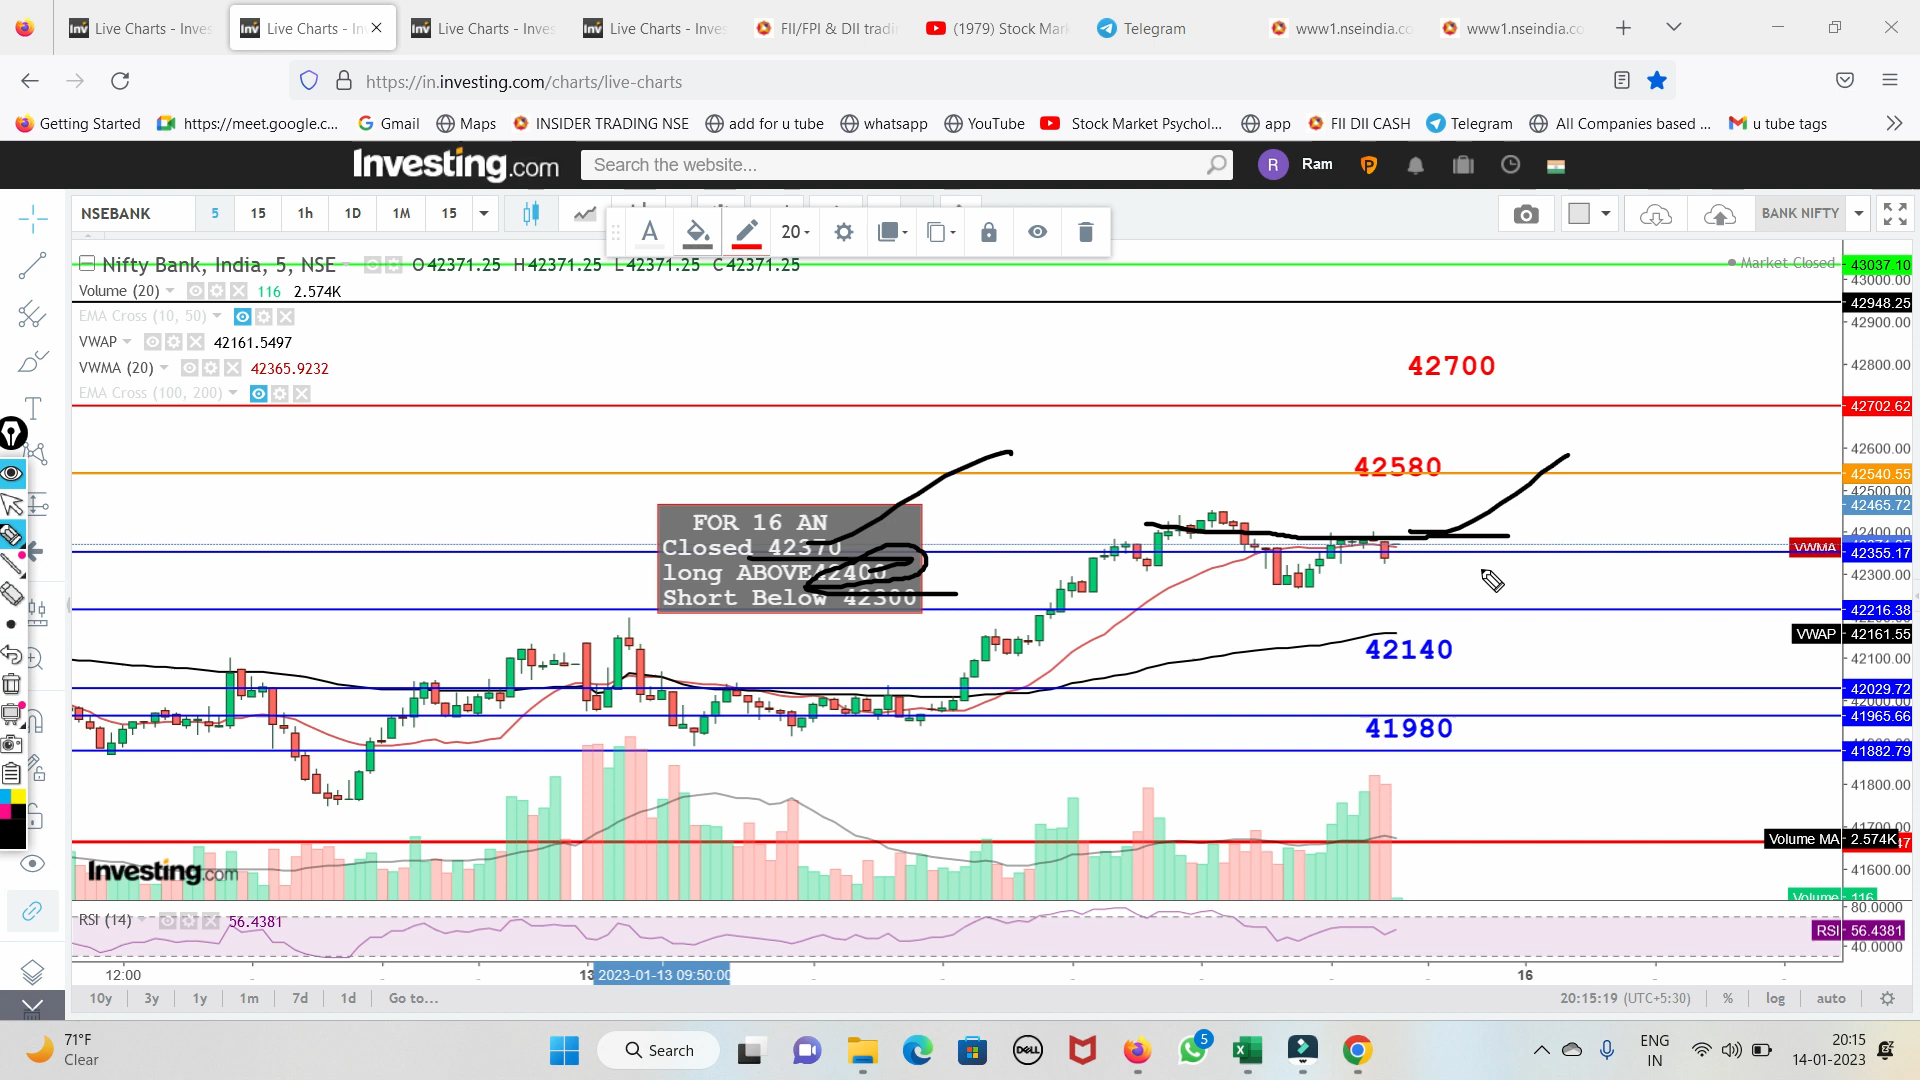 Live Charts - Inves
Live Charts - In
Live Charts - Inves
Live Charts - Inves
FII/FPI & DII tradin
(1979) Stock Mar
Telegram
www1.nseindia.co
www1.nseindia.co
https://in.investing.com/charts/live-charts
Getting Started
https://meet.google.c...
Gmail
Maps
INSIDER TRADING NSE
add for u tube
whatsapp
YouTube
Stock Market Psychol...
app
FII DII CASH
Telegram
All Companies based ...
u tube tags
Investing.com
Search the website...
R
Ram
NSEBANK
5
15
1h
1D
1M
15
20
BANK NIFTY
Nifty Bank, India, 5, NSE
O42371.25 H42371.25 L42371.25 C42371.25
Market Closed
Volume (20)
116 2.574K
EMA Cross (10, 50)
VWAP
42161.5497
VWMA (20)
42365.9232
EMA Cross (100, 200)
42700
42580
FOR 16 AN
Closed 42370
long ABOVE42400
Short Below 42300
42140
41980
43037.10
43000.00
42948.25
42900.00
42800.00
42702.62
42600.00
42540.55
42500.00
42465.72
42400.00
VWMA
42355.17
42300.00
42216.38
VWAP 42161.55
42100.00
42029.72
42000.00
41965.66
41882.79
41800.00
41700.00
Volume MA 2.574K
41600.00
Volume 116
Investing.com
RSI (14)
56.4381
80.0000
RSI 56.4381
40.0000
12:00
13
2023-01-13 09:50:00
16
10y
3y
1y
1m
7d
1d
Go to...
20:15:19 (UTC+5:30)
%
log
auto
71°F
Clear
Search
DELL
5
ENG
IN
20:15
14-01-2023